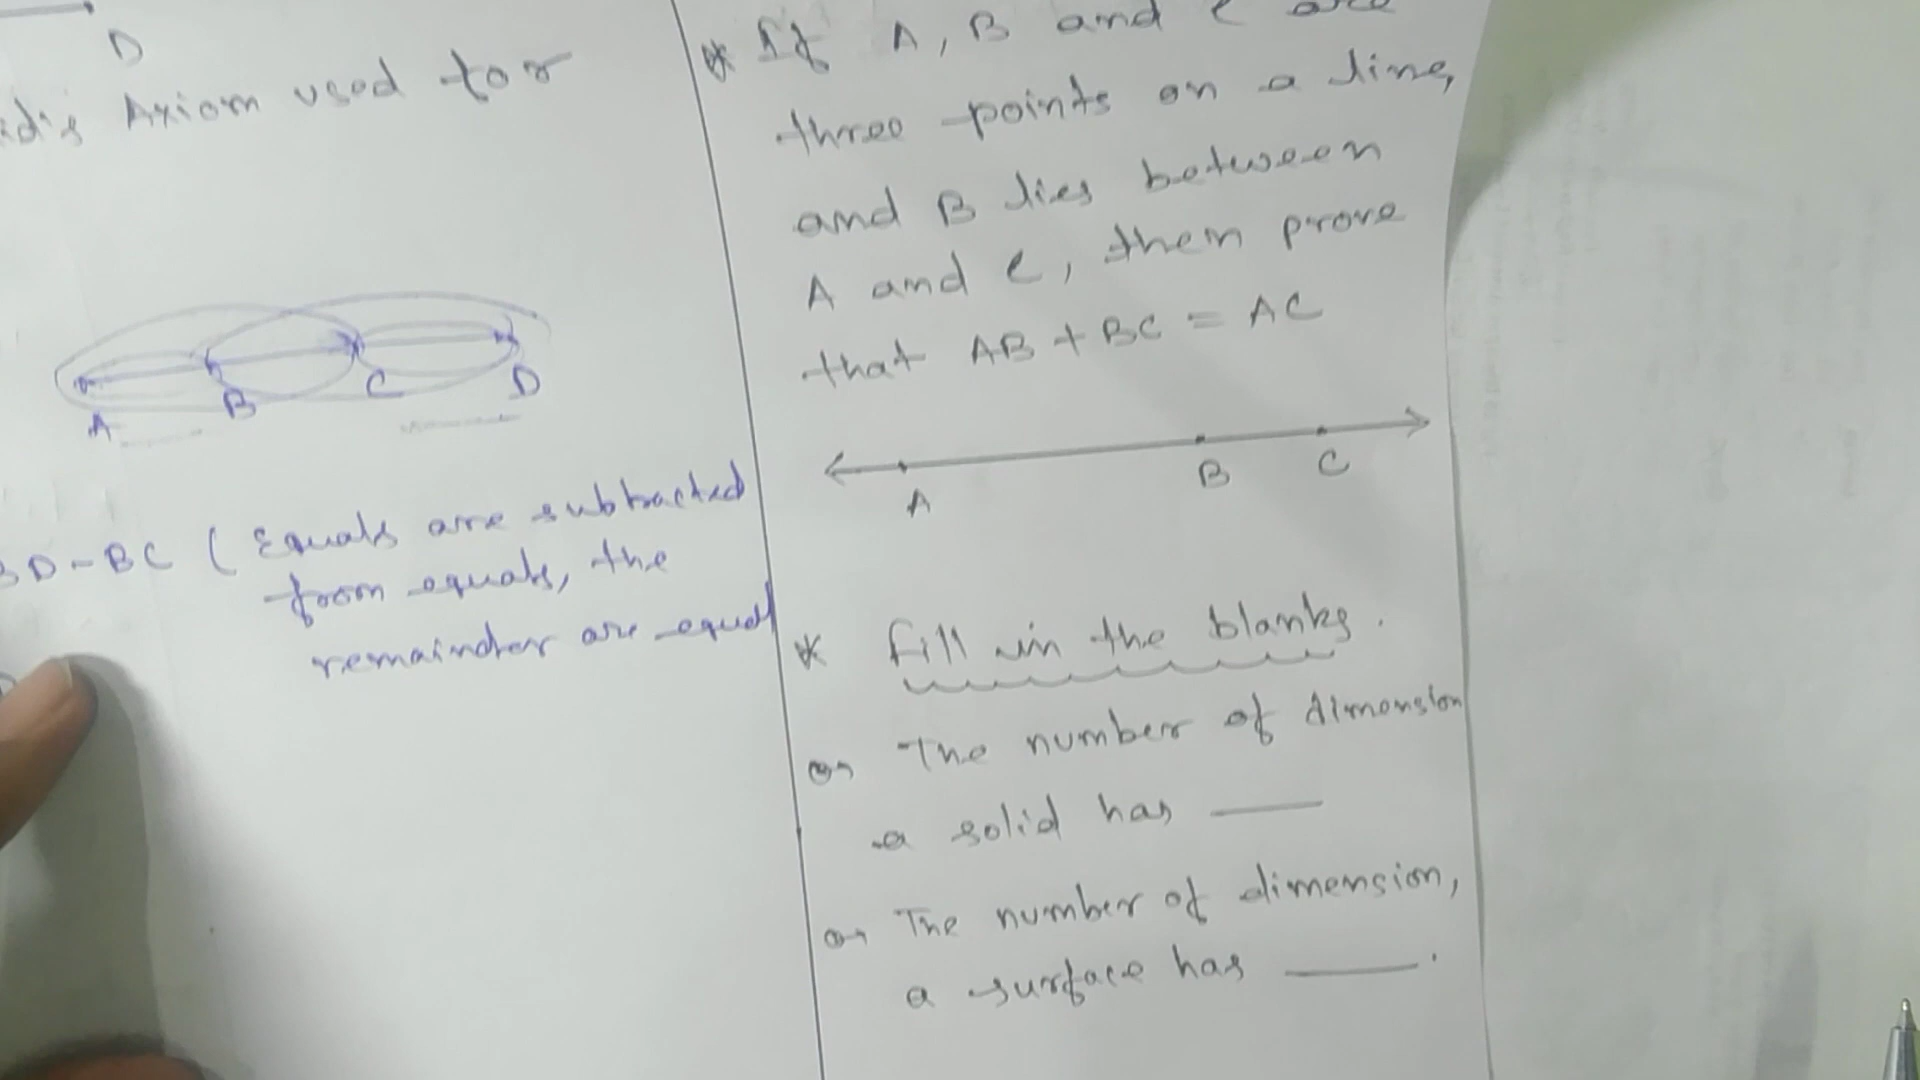 D
id's Axiom used for
A B C D
BD-BC ( Equals are subtracted
from equals, the
remainder are equal
* If A, B and C are
three points on a line,
and B lies between
A and C, then prove
that AB + BC = AC
A B C
* Fill in the blanks.
The number of dimension
a solid has ____
The number of dimension,
a surface has ____.